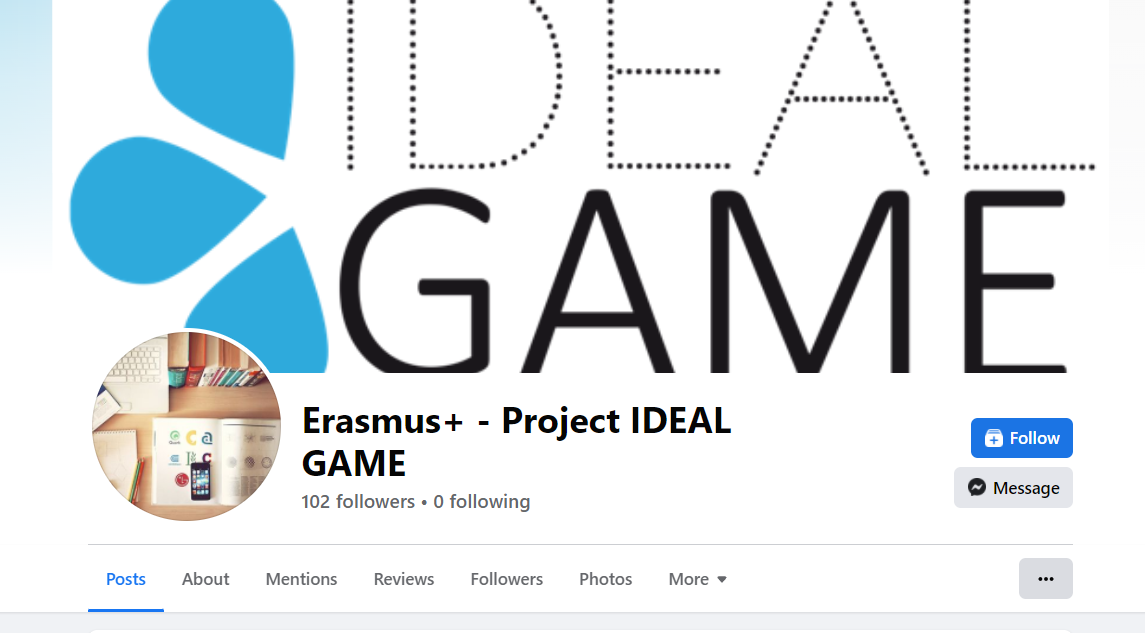 IDEAL
GAME
Erasmus+ - Project IDEAL
GAME
102 followers • 0 following
Follow
Message
Posts
About
Mentions
Reviews
Followers
Photos
More